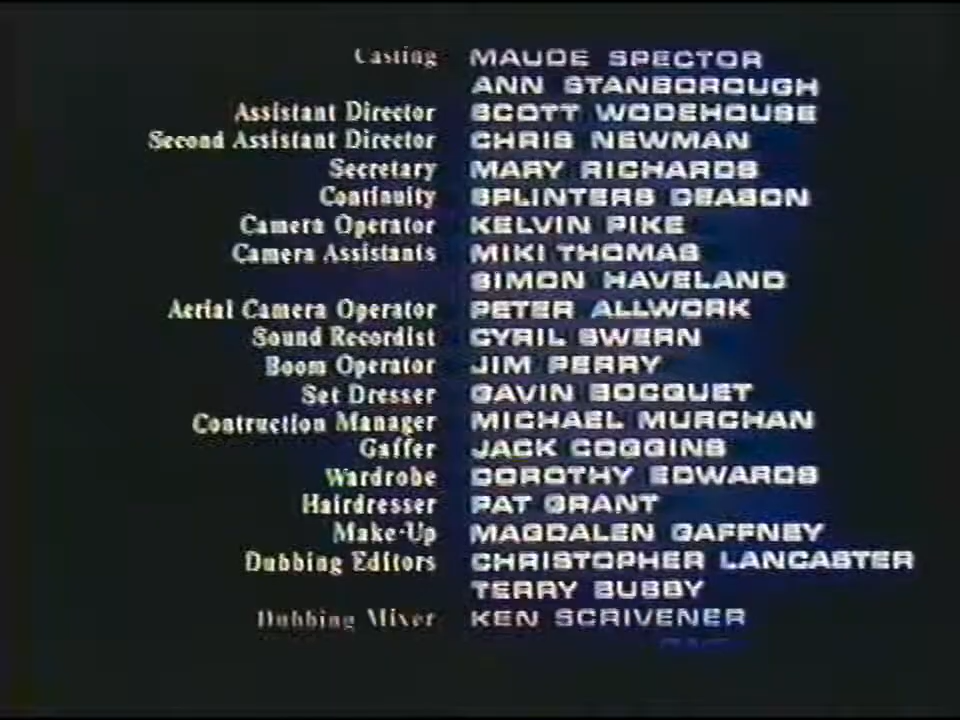 Casting MAUDE SPECTOR
ANN STANBOROUGH
Assistant Director SCOTT WODEHOUSE
Second Assistant Director CHRIS NEWMAN
Secretary MARY RICHARDS
Continuity SPLINTERS DEASON
Camera Operator KELVIN PIKE
Camera Assistants MIKI THOMAS
SIMON HAVELAND
Aerial Camera Operator PETER ALLWORK
Sound Recordist CYRIL SWERN
Boom Operator JIM PERRY
Set Dresser GAVIN BOCQUET
Contruction Manager MICHAEL MURCHAN
Gaffer JACK COGGINS
Wardrobe DOROTHY EDWARDS
Hairdresser PAT GRANT
Make-Up MAGDALEN GAFFNEY
Dubbing Editors CHRISTOPHER LANCASTER
TERRY BUSBY
Dubbing Mixer KEN SCRIVENER